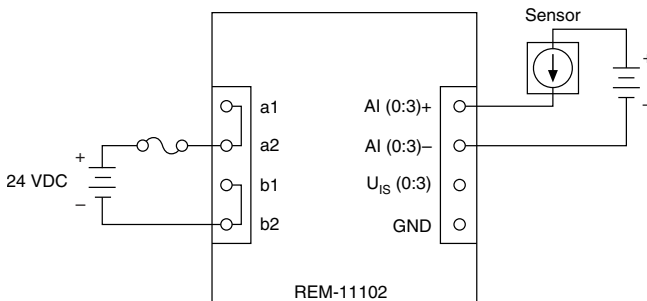 Sensor
a1
AI (0:3)+
+
–
a2
AI (0:3)–
+
24 VDC
–
b1
U_IS (0:3)
b2
GND
REM-11102